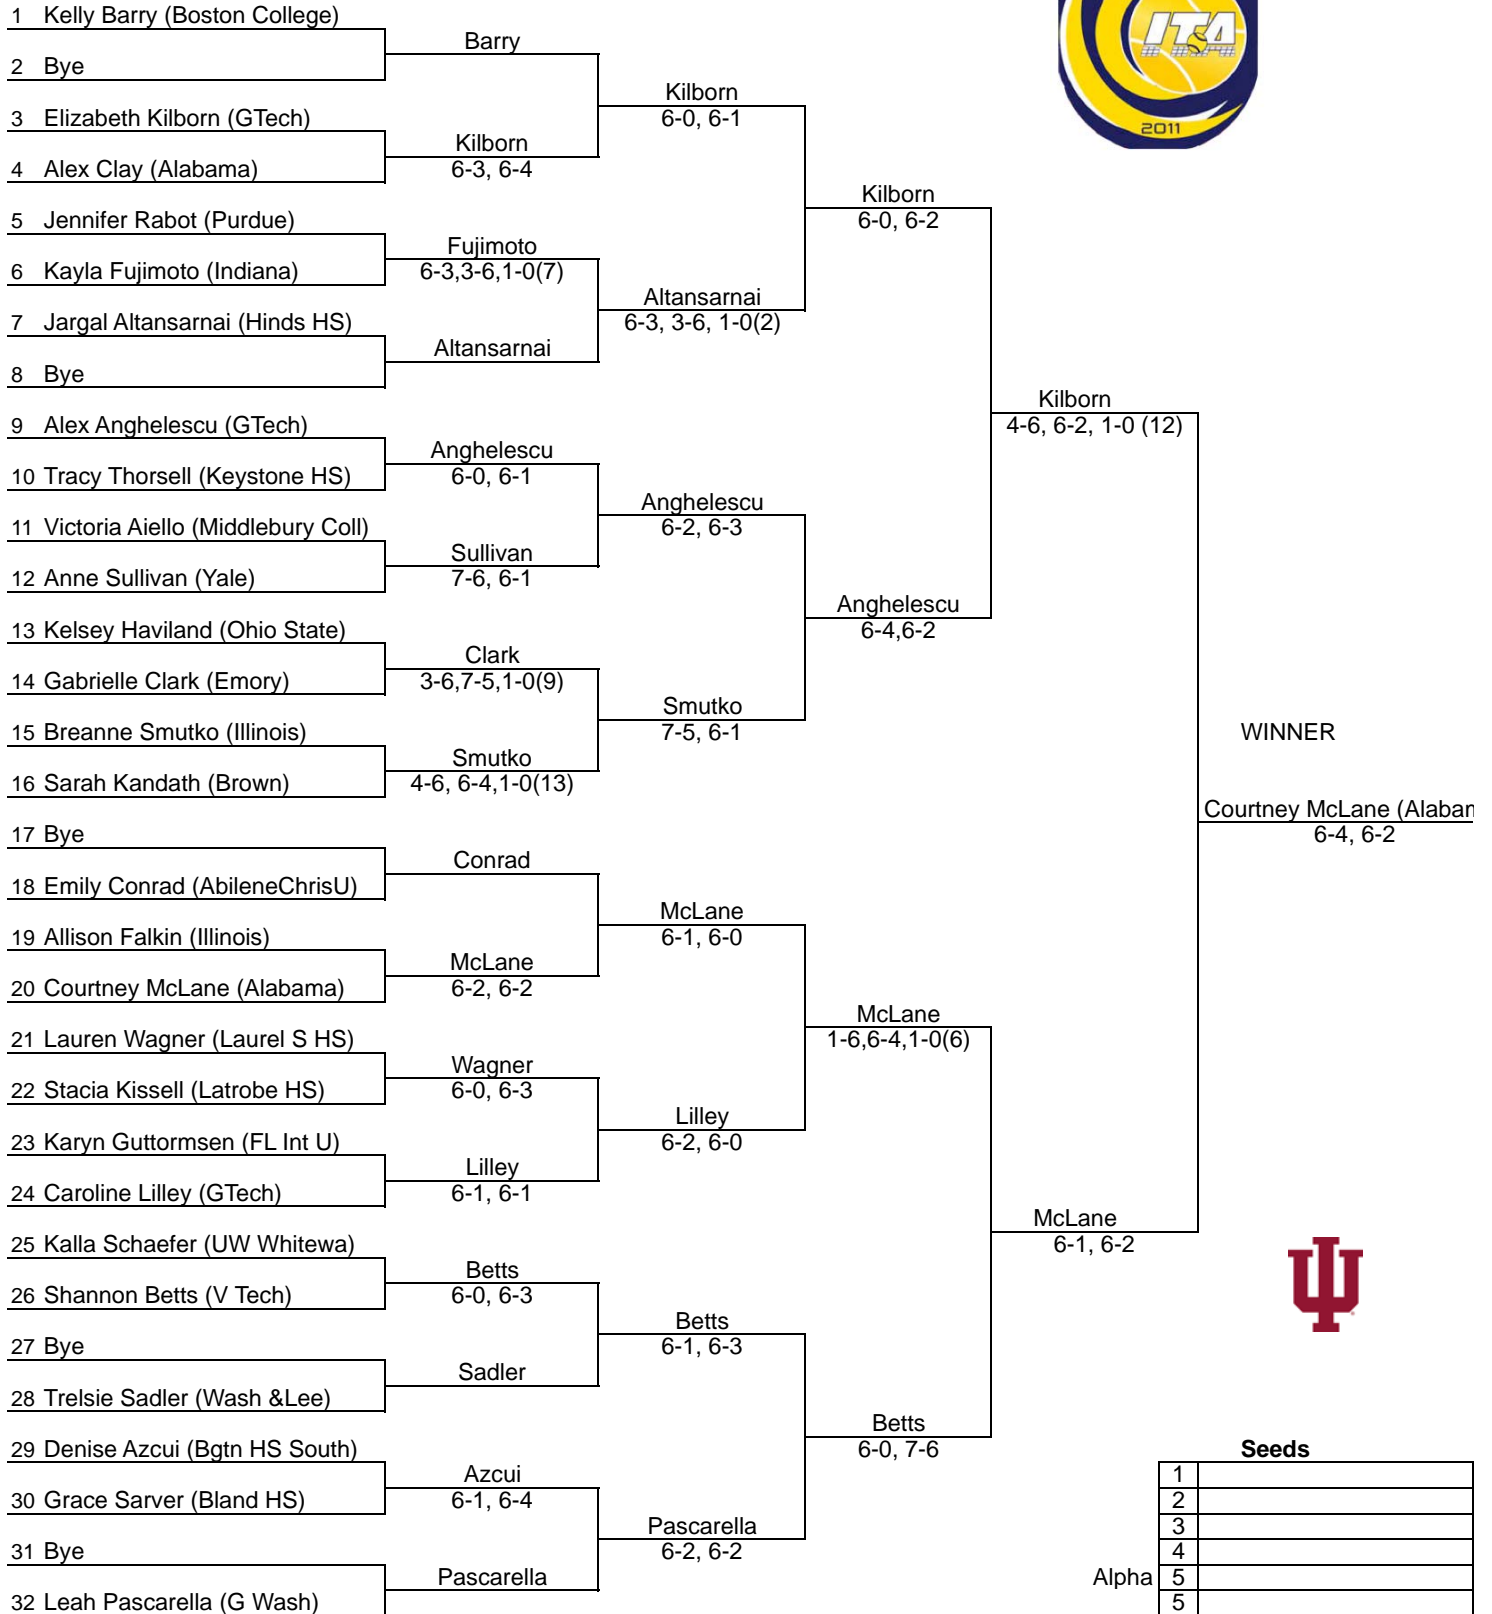 1 Kelly Barry (Boston College)
Barry
2 Bye
Kilborn
6-0, 6-1
3 Elizabeth Kilborn (GTech)
Kilborn
6-3, 6-4
4 Alex Clay (Alabama)
Kilborn
6-0, 6-2
5 Jennifer Rabot (Purdue)
Fujimoto
6-3,3-6,1-0(7)
6 Kayla Fujimoto (Indiana)
Altansarnai
6-3, 3-6, 1-0(2)
7 Jargal Altansarnai (Hinds HS)
Altansarnai
8 Bye
Kilborn
4-6, 6-2, 1-0 (12)
9 Alex Anghelescu (GTech)
Anghelescu
6-0, 6-1
10 Tracy Thorsell (Keystone HS)
Anghelescu
6-2, 6-3
11 Victoria Aiello (Middlebury Coll)
Sullivan
7-6, 6-1
12 Anne Sullivan (Yale)
Anghelescu
6-4,6-2
13 Kelsey Haviland (Ohio State)
Clark
3-6,7-5,1-0(9)
14 Gabrielle Clark (Emory)
Smutko
7-5, 6-1
15 Breanne Smutko (Illinois)
Smutko
4-6, 6-4,1-0(13)
16 Sarah Kandath (Brown)
WINNER
Courtney McLane (Alabam
6-4, 6-2
17 Bye
Conrad
18 Emily Conrad (AbileneChrisU)
McLane
6-1, 6-0
19 Allison Falkin (Illinois)
McLane
6-2, 6-2
20 Courtney McLane (Alabama)
McLane
1-6,6-4,1-0(6)
21 Lauren Wagner (Laurel S HS)
Wagner
6-0, 6-3
22 Stacia Kissell (Latrobe HS)
Lilley
6-2, 6-0
23 Karyn Guttormsen (FL Int U)
Lilley
6-1, 6-1
24 Caroline Lilley (GTech)
McLane
6-1, 6-2
25 Kalla Schaefer (UW Whitewa)
Betts
6-0, 6-3
26 Shannon Betts (V Tech)
Betts
6-1, 6-3
27 Bye
Sadler
28 Trelsie Sadler (Wash &Lee)
Betts
6-0, 7-6
29 Denise Azcui (Bgtn HS South)
Azcui
6-1, 6-4
30 Grace Sarver (Bland HS)
Pascarella
6-2, 6-2
31 Bye
Pascarella
32 Leah Pascarella (G Wash)
ITA
2011
Seeds
1
2
3
4
Alpha 5
5